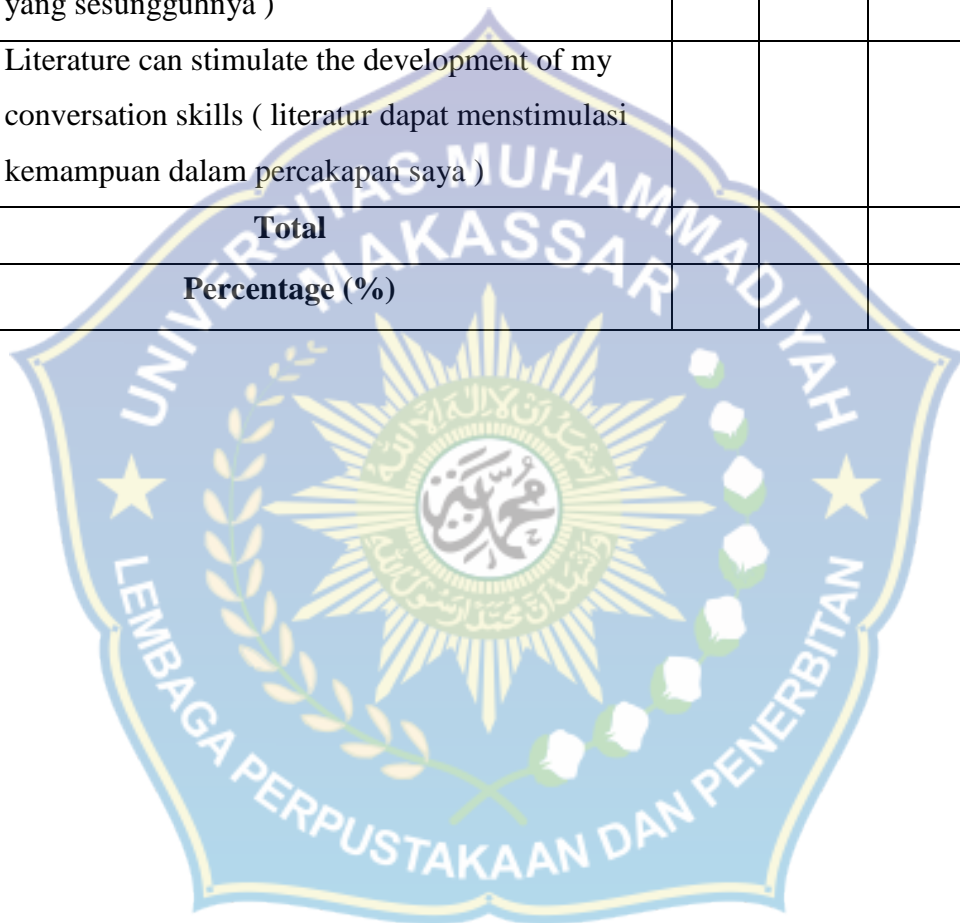 yang sesungguhnya )
Literature can stimulate the development of my
conversation skills ( literatur dapat menstimulasi
kemampuan dalam percakapan saya )
Total
Percentage (%)
UNIVERSITAS MUHAMMADIYAH
MAKASSAR
LEMBAGA PERPUSTAKAAN DAN PENERBITAN